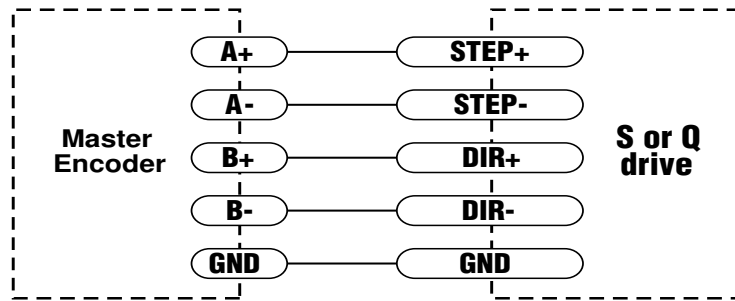 A+ STEP+
A- STEP-
Master
Encoder
B+ DIR+
S or Q
drive
B- DIR-
GND GND